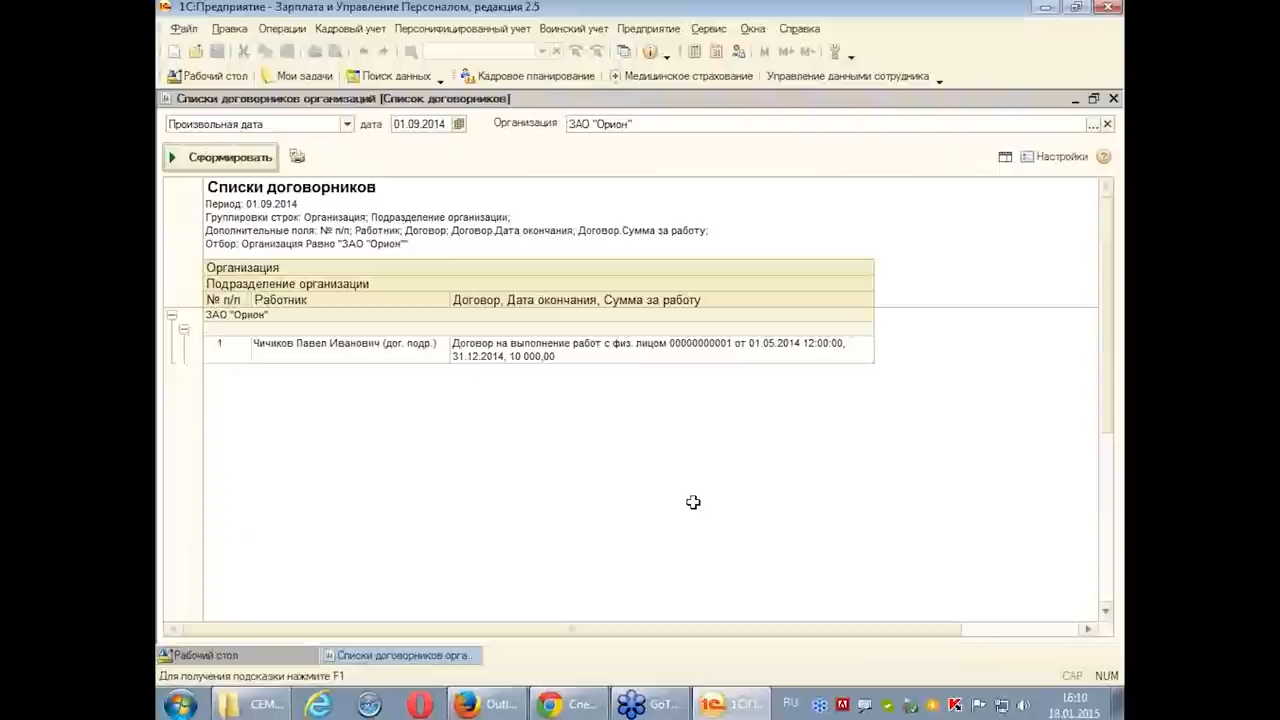 1С:Предприятие - Зарплата и Управление Персоналом, редакция 2.5
Файл Правка Операции Кадровый учет Персонифицированный учет Воинский учет Предприятие Сервис Окна Справка
M M+ M-
Рабочий стол Мои задачи Поиск данных Кадровое планирование Медицинское страхование Управление данными сотрудника
Списки договорников организаций [Список договорников]
Произвольная дата дата 01.09.2014 Организация ЗАО "Орион" ...
Сформировать Настройки
Списки договорников
Период: 01.09.2014
Группировки строк: Организация; Подразделение организации;
Дополнительные поля: № п/п; Работник; Договор; Договор.Дата окончания; Договор.Сумма за работу;
Отбор: Организация Равно "ЗАО "Орион""
Организация
Подразделение организации
№ п/п Работник Договор, Дата окончания, Сумма за работу
ЗАО "Орион"
1 Чичиков Павел Иванович (дог. подр.) Договор на выполнение работ с физ. лицом 00000000001 от 01.05.2014 12:00:00,
31.12.2014, 10 000,00
Рабочий стол Списки договорников орга...
Для получения подсказки нажмите F1 CAP NUM
СЕМ... Outl... Спе... GoT... 1СП... RU 16:10
18.01.2015